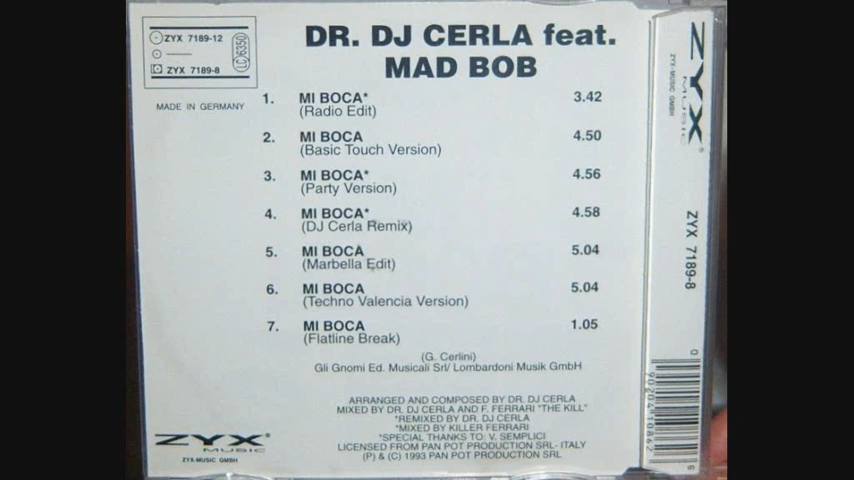 ZYX 7189-12
ZYX 7189-8
LC/6350
MADE IN GERMANY
DR. DJ CERLA feat.
MAD BOB
1. MI BOCA* 3.42
(Radio Edit)
2. MI BOCA 4.50
(Basic Touch Version)
3. MI BOCA* 4.56
(Party Version)
4. MI BOCA* 4.58
(DJ Cerla Remix)
5. MI BOCA 5.04
(Marbella Edit)
6. MI BOCA 5.04
(Techno Valencia Version)
7. MI BOCA 1.05
(Flatline Break)
(G. Cerlini)
Gli Gnomi Ed. Musicali Srl/ Lombardoni Musik GmbH
ARRANGED AND COMPOSED BY DR. DJ CERLA
MIXED BY DR. DJ CERLA AND F. FERRARI "THE KILL"
*REMIXED BY DR. DJ CERLA
*MIXED BY KILLER FERRARI
*SPECIAL THANKS TO: V. SEMPLICI
LICENSED FROM PAN POT PRODUCTION SRL- ITALY
(P) & (C) 1993 PAN POT PRODUCTION SRL
ZYX®
MUSIC
ZYX-MUSIC GMBH
ZYX®
MUSIC
ZYX-MUSIC GMBH
ZYX 7189-8